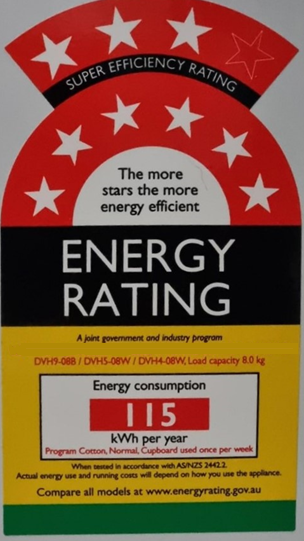 SUPER EFFICIENCY RATING
The more
stars the more
energy efficient
ENERGY
RATING
A joint government and industry program
DVH9-08B / DVH5-08W / DVH4-08W, Load capacity 8.0 kg
Energy consumption
115
kWh per year
Program Cotton, Normal, Cupboard used once per week
When tested in accordance with AS/NZS 2442.2.
Actual energy use and running costs will depend on how you use the appliance.
Compare all models at www.energyrating.gov.au